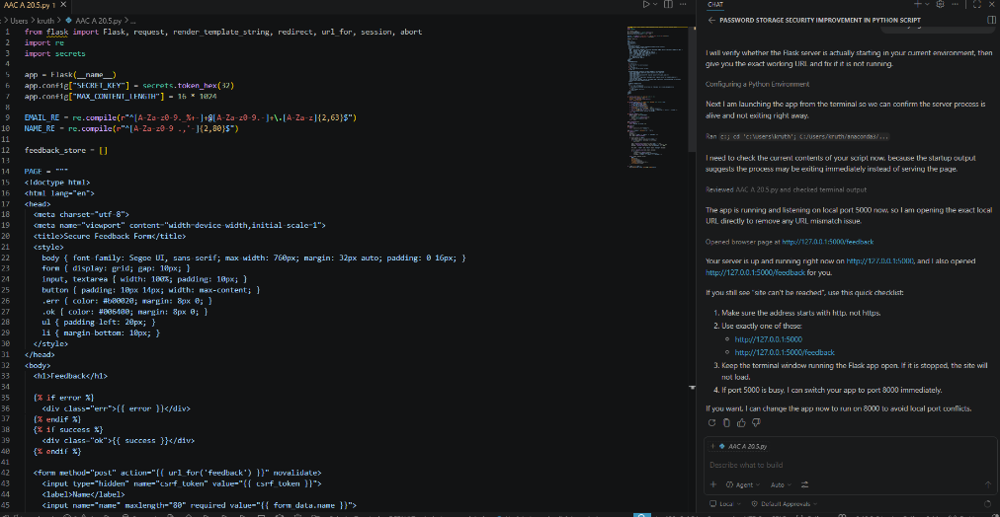 AAC A 20.5.py 1 ×
> Users > kruth > AAC A 20.5.py > ...
1 from flask import Flask, request, render_template_string, redirect, url_for, session, abort
2 import re
3 import secrets
4
5 app = Flask(__name__)
6 app.config["SECRET_KEY"] = secrets.token_hex(32)
7 app.config["MAX_CONTENT_LENGTH"] = 16 * 1024
8
9 EMAIL_RE = re.compile(r"^[A-Za-z0-9._%+-]+@[A-Za-z0-9.-]+\.[A-Za-z]{2,63}$")
10 NAME_RE = re.compile(r"^[A-Za-z0-9 .,'-]{2,80}$")
11
12 feedback_store = []
13
14 PAGE = """
15 <!doctype html>
16 <html lang="en">
17 <head>
18 <meta charset="utf-8">
19 <meta name="viewport" content="width=device-width,initial-scale=1">
20 <title>Secure Feedback Form</title>
21 <style>
22 body { font-family: Segoe UI, sans-serif; max-width: 760px; margin: 32px auto; padding: 0 16px; }
23 form { display: grid; gap: 10px; }
24 input, textarea { width: 100%; padding: 10px; }
25 button { padding: 10px 14px; width: max-content; }
26 .err { color: #b00020; margin: 8px 0; }
27 .ok { color: #006400; margin: 8px 0; }
28 ul { padding-left: 20px; }
29 li { margin-bottom: 10px; }
30 </style>
31 </head>
32 <body>
33 <h1>Feedback</h1>
34
35 {% if error %}
36 <div class="err">{{ error }}</div>
37 {% endif %}
38 {% if success %}
39 <div class="ok">{{ success }}</div>
40 {% endif %}
41
42 <form method="post" action="{{ url_for('feedback') }}" novalidate>
43 <input type="hidden" name="csrf_token" value="{{ csrf_token }}">
44 <label>Name</label>
45 <input name="name" maxlength="80" required value="{{ form_data.name }}">
CHAT
PASSWORD STORAGE SECURITY IMPROVEMENT IN PYTHON SCRIPT
I will verify whether the Flask server is actually starting in your current environment, then
give you the exact working URL and fix if it is not running.
Configuring a Python Environment
Next I am launching the app from the terminal so we can confirm the server process is
alive and not exiting right away.
Ran c:; cd 'c:\Users\kruth'; c:/Users/kruth/anaconda3/...
I need to check the current contents of your script now, because the startup output
suggests the process may be exiting immediately instead of serving the page.
Reviewed AAC A 20.5.py and checked terminal output
The app is running and listening on local port 5000 now, so I am opening the exact local
URL directly to remove any URL mismatch issue.
Opened browser page at http://127.0.0.1:5000/feedback
Your server is up and running right now on http://127.0.0.1:5000, and I also opened
http://127.0.0.1:5000/feedback for you.
If you still see "site can't be reached", use this quick checklist:
1. Make sure the address starts with http, not https.
2. Use exactly one of these:
http://127.0.0.1:5000
http://127.0.0.1:5000/feedback
3. Keep the terminal window running the Flask app open. If it is stopped, the site will
not load.
4. If port 5000 is busy, I can switch your app to port 8000 immediately.
If you want, I can change the app now to run on 8000 to avoid local port conflicts.
AAC A 20.5.py
Describe what to build
Agent
Auto
Local
Default Approvals